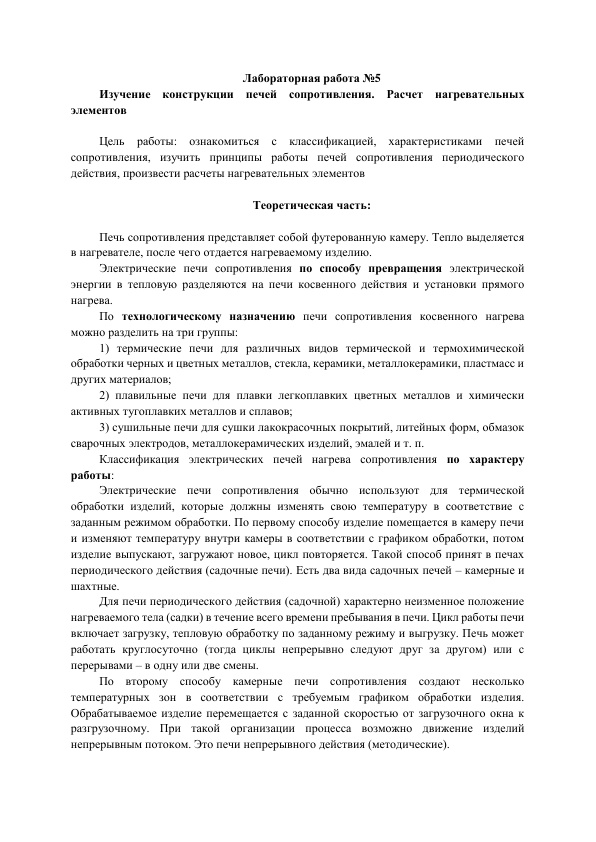 Лабораторная работа №5
Изучение конструкции печей сопротивления. Расчет нагревательных
элементов
Цель работы: ознакомиться с классификацией, характеристиками печей
сопротивления, изучить принципы работы печей сопротивления периодического
действия, произвести расчеты нагревательных элементов
Теоретическая часть:
Печь сопротивления представляет собой футерованную камеру. Тепло выделяется
в нагревателе, после чего отдается нагреваемому изделию.
Электрические печи сопротивления по способу превращения электрической
энергии в тепловую разделяются на печи косвенного действия и установки прямого
нагрева.
По технологическому назначению печи сопротивления косвенного нагрева
можно разделить на три группы:
1) термические печи для различных видов термической и термохимической
обработки черных и цветных металлов, стекла, керамики, металлокерамики, пластмасс и
других материалов;
2) плавильные печи для плавки легкоплавких цветных металлов и химически
активных тугоплавких металлов и сплавов;
3) сушильные печи для сушки лакокрасочных покрытий, литейных форм, обмазок
сварочных электродов, металлокерамических изделий, эмалей и т. п.
Классификация электрических печей нагрева сопротивления по характеру
работы:
Электрические печи сопротивления обычно используют для термической
обработки изделий, которые должны изменять свою температуру в соответствие с
заданным режимом обработки. По первому способу изделие помещается в камеру печи
и изменяют температуру внутри камеры в соответствии с графиком обработки, потом
изделие выпускают, загружают новое, цикл повторяется. Такой способ принят в печах
периодического действия (садочные печи). Есть два вида садочных печей – камерные и
шахтные.
Для печи периодического действия (садочной) характерно неизменное положение
нагреваемого тела (садки) в течение всего времени пребывания в печи. Цикл работы печи
включает загрузку, тепловую обработку по заданному режиму и выгрузку. Печь может
работать круглосуточно (тогда циклы непрерывно следуют друг за другом) или с
перерывами – в одну или две смены.
По второму способу камерные печи сопротивления создают несколько
температурных зон в соответствии с требуемым графиком обработки изделия.
Обрабатываемое изделие перемещается с заданной скоростью от загрузочного окна к
разгрузочному. При такой организации процесса возможно движение изделий
непрерывным потоком. Это печи непрерывного действия (методические).